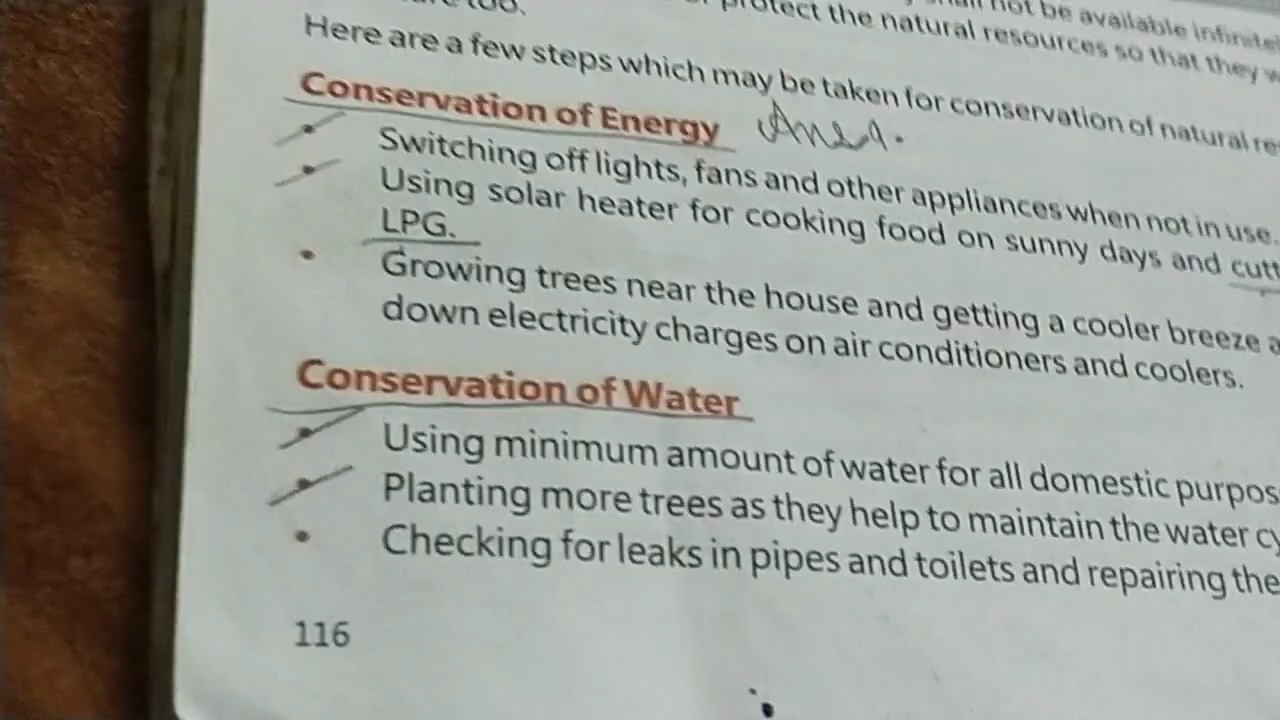 too.
not be available infinitely
protect the natural resources so that they
Here are a few steps which may be taken for conservation of natural
Conservation of Energy
• Switching off lights, fans and other appliances when not in use.
• Using solar heater for cooking food on sunny days and cutt
LPG.
• Growing trees near the house and getting a cooler breeze
down electricity charges on air conditioners and coolers.
Conservation of Water
• Using minimum amount of water for all domestic purpos
• Planting more trees as they help to maintain the water cy
• Checking for leaks in pipes and toilets and repairing the
116